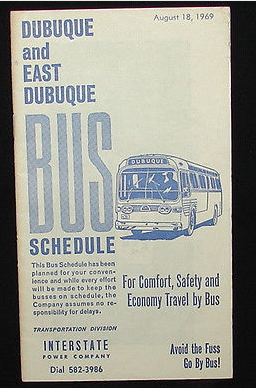 August 18, 1969
DUBUQUE
and
EAST
DUBUQUE
BUS
SCHEDULE
DUBUQUE
This Bus Schedule has been
planned for your conven-
ience and while every effort
will be made to keep the
busses on schedule, the
Company assumes no re-
sponsibility for delays.
For Comfort, Safety and
Economy Travel by Bus
TRANSPORTATION DIVISION
INTERSTATE
POWER COMPANY
Dial 582-3986
Avoid the Fuss
Go By Bus!